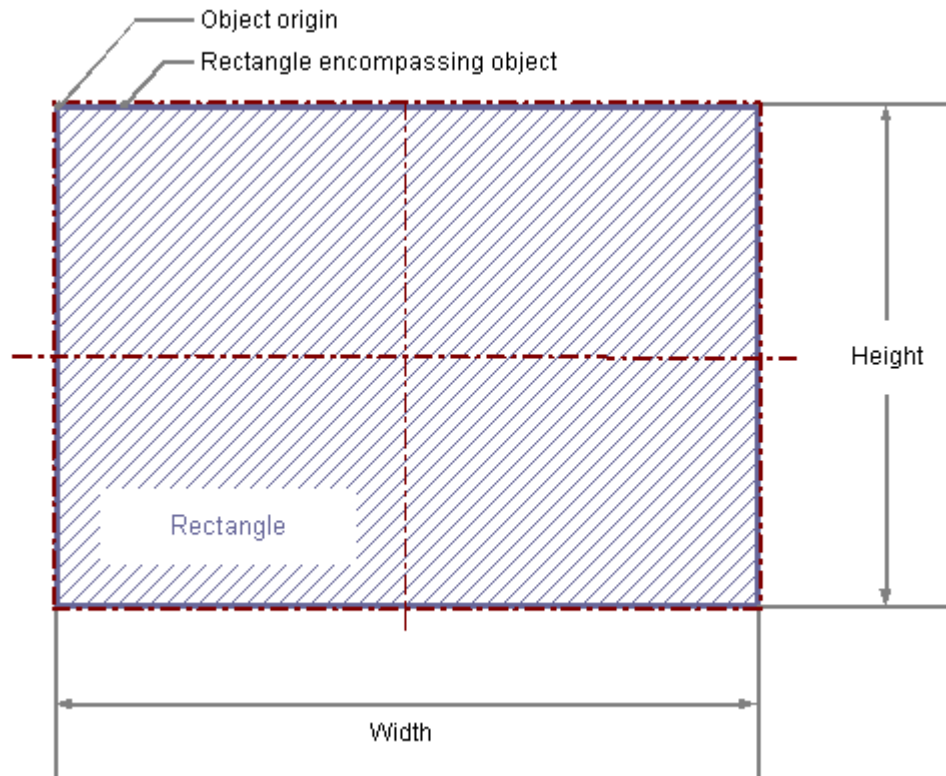 Object origin
Rectangle encompassing object
Height
Rectangle
Width